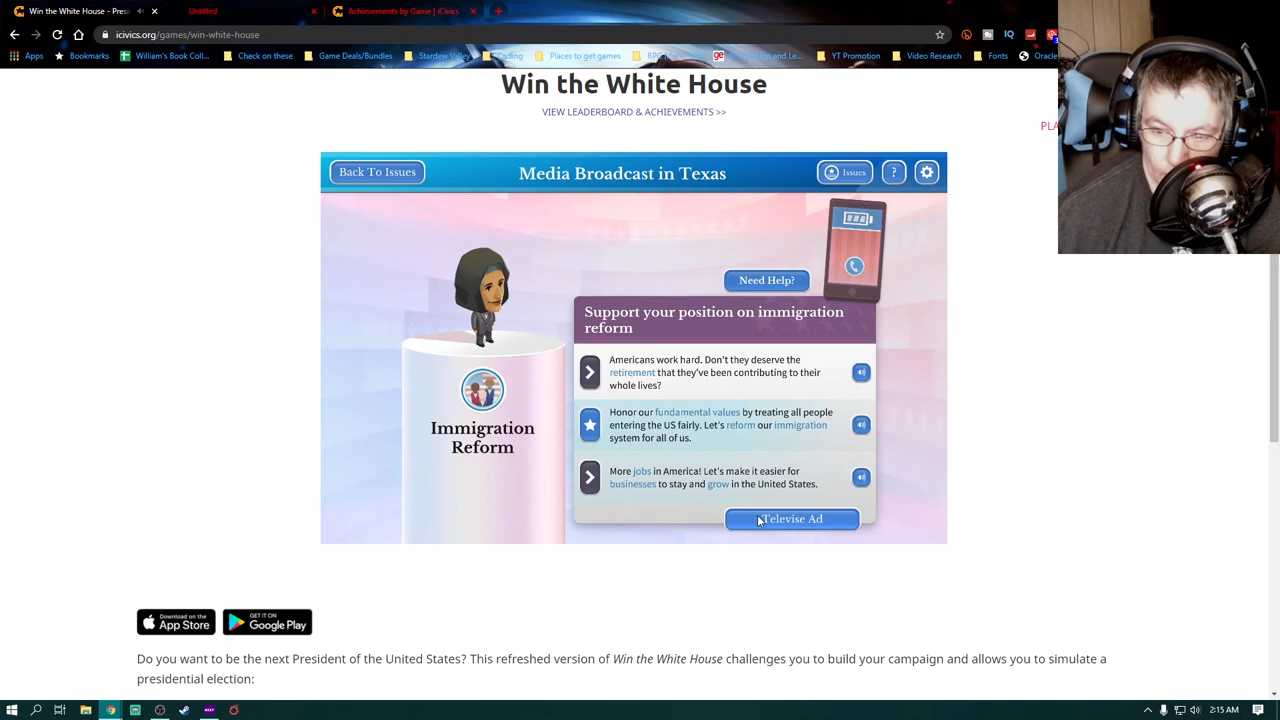 Win the White House - Pres
Untitled
Achievements by Game | iCivics
icivics.org/games/win-white-house
Apps
Bookmarks
William's Book Coll...
Check on these
Game Deals/Bundles
Stardew Valley
Places to get games
YT Promotion
Video Research
Fonts
Oracle
Win the White House
VIEW LEADERBOARD & ACHIEVEMENTS >>
PLA
Back To Issues
Media Broadcast in Texas
Issues
?
Need Help?
Support your position on immigration
reform
Americans work hard. Don't they deserve the
retirement that they've been contributing to their
whole lives?
Honor our fundamental values by treating all people
entering the US fairly. Let's reform our immigration
system for all of us.
More jobs in America! Let's make it easier for
businesses to stay and grow in the United States.
Immigration
Reform
Televise Ad
Download on the
App Store
GET IT ON
Google Play
Do you want to be the next President of the United States? This refreshed version of Win the White House challenges you to build your campaign and allows you to simulate a
presidential election:
2:15 AM